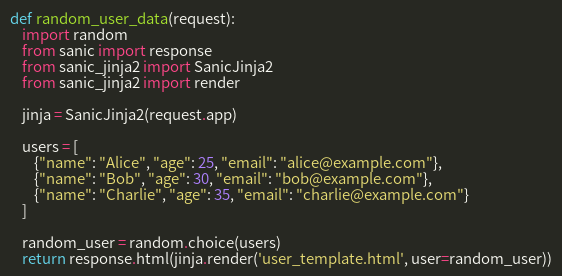 def random_user_data(request):
    import random
    from sanic import response
    from sanic_jinja2 import SanicJinja2
    from sanic_jinja2 import render

    jinja = SanicJinja2(request.app)

    users = [
        {"name": "Alice", "age": 25, "email": "alice@example.com"},
        {"name": "Bob", "age": 30, "email": "bob@example.com"},
        {"name": "Charlie", "age": 35, "email": "charlie@example.com"}
    ]

    random_user = random.choice(users)
    return response.html(jinja.render('user_template.html', user=random_user))